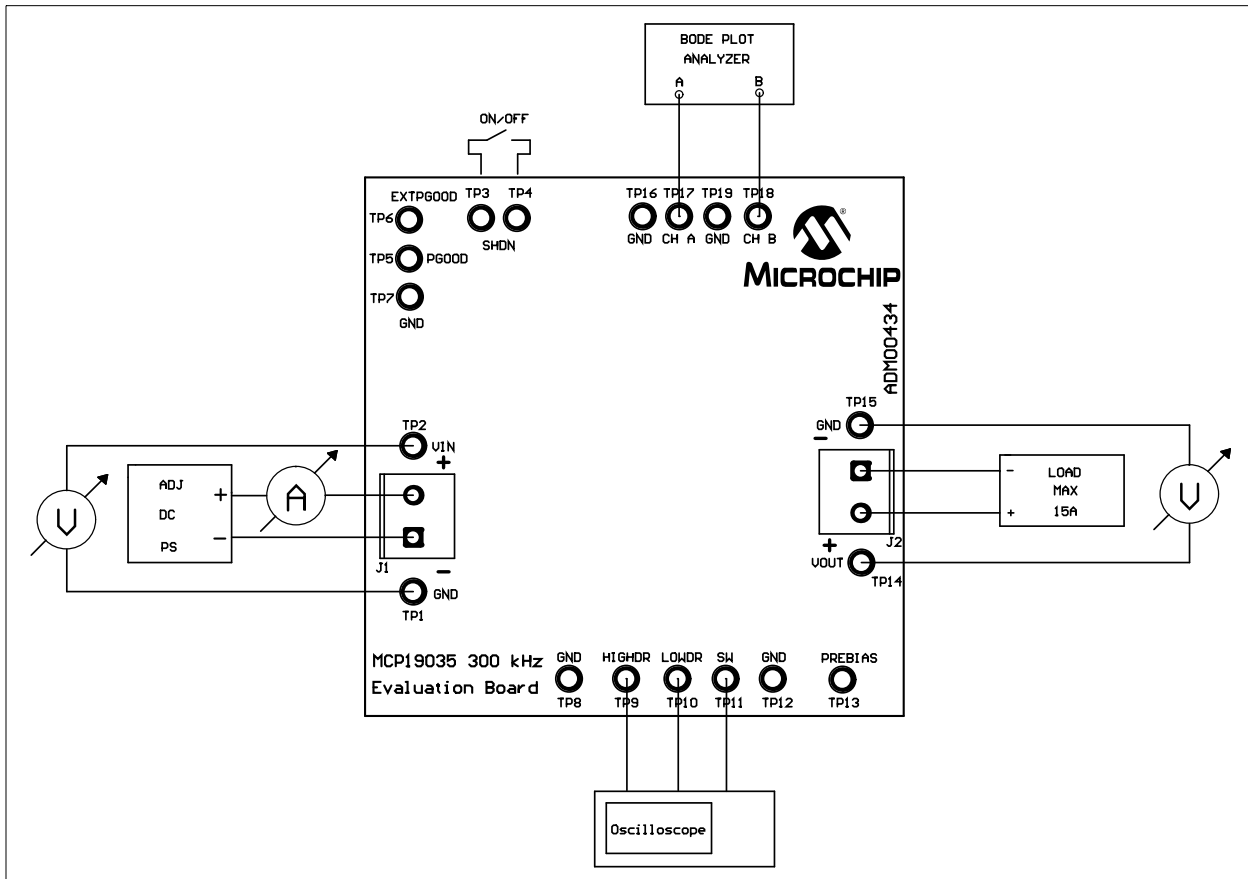 BODE PLOT
ANALYZER
A B
ON/OFF
EXTPGOOD TP3 TP4 TP16 TP17 TP19 TP18
TP6
GND CH A GND CH B
SHDN
®
TP5 PGOOD
MICROCHIP
TP7
GND
ADM00434
TP15
TP2 GND
VIN -
+
ADJ + A LOAD
- MAX
DC V
PS - + 15A
V
J1 + J2
- VOUT
GND TP14
TP1
MCP19035 300 kHz GND HIGHDR LOWDR SW GND PREBIAS
Evaluation Board
TP8 TP9 TP10 TP11 TP12 TP13
Oscilloscope